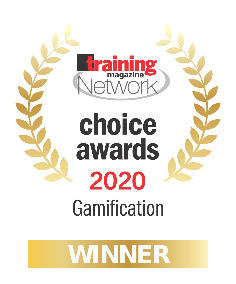 training
magazine
Network
choice
awards
2020
Gamification
WINNER